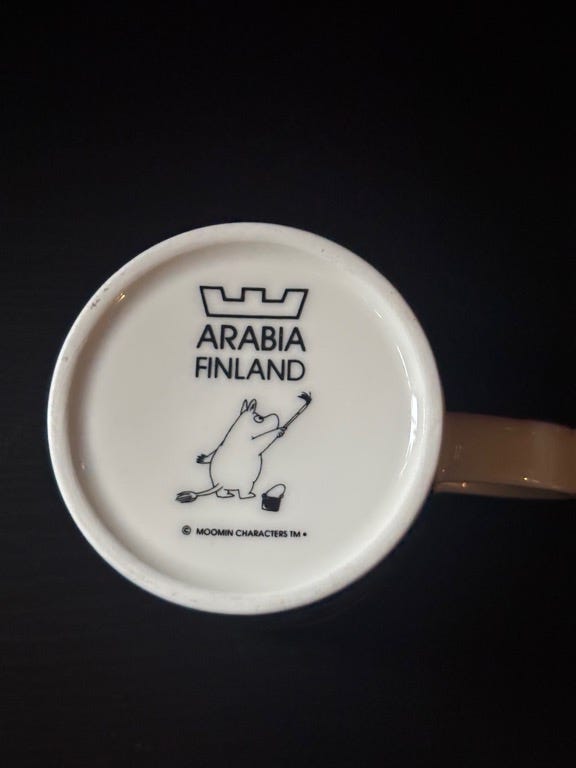 ARABIA
FINLAND
© MOOMIN CHARACTERS TM •